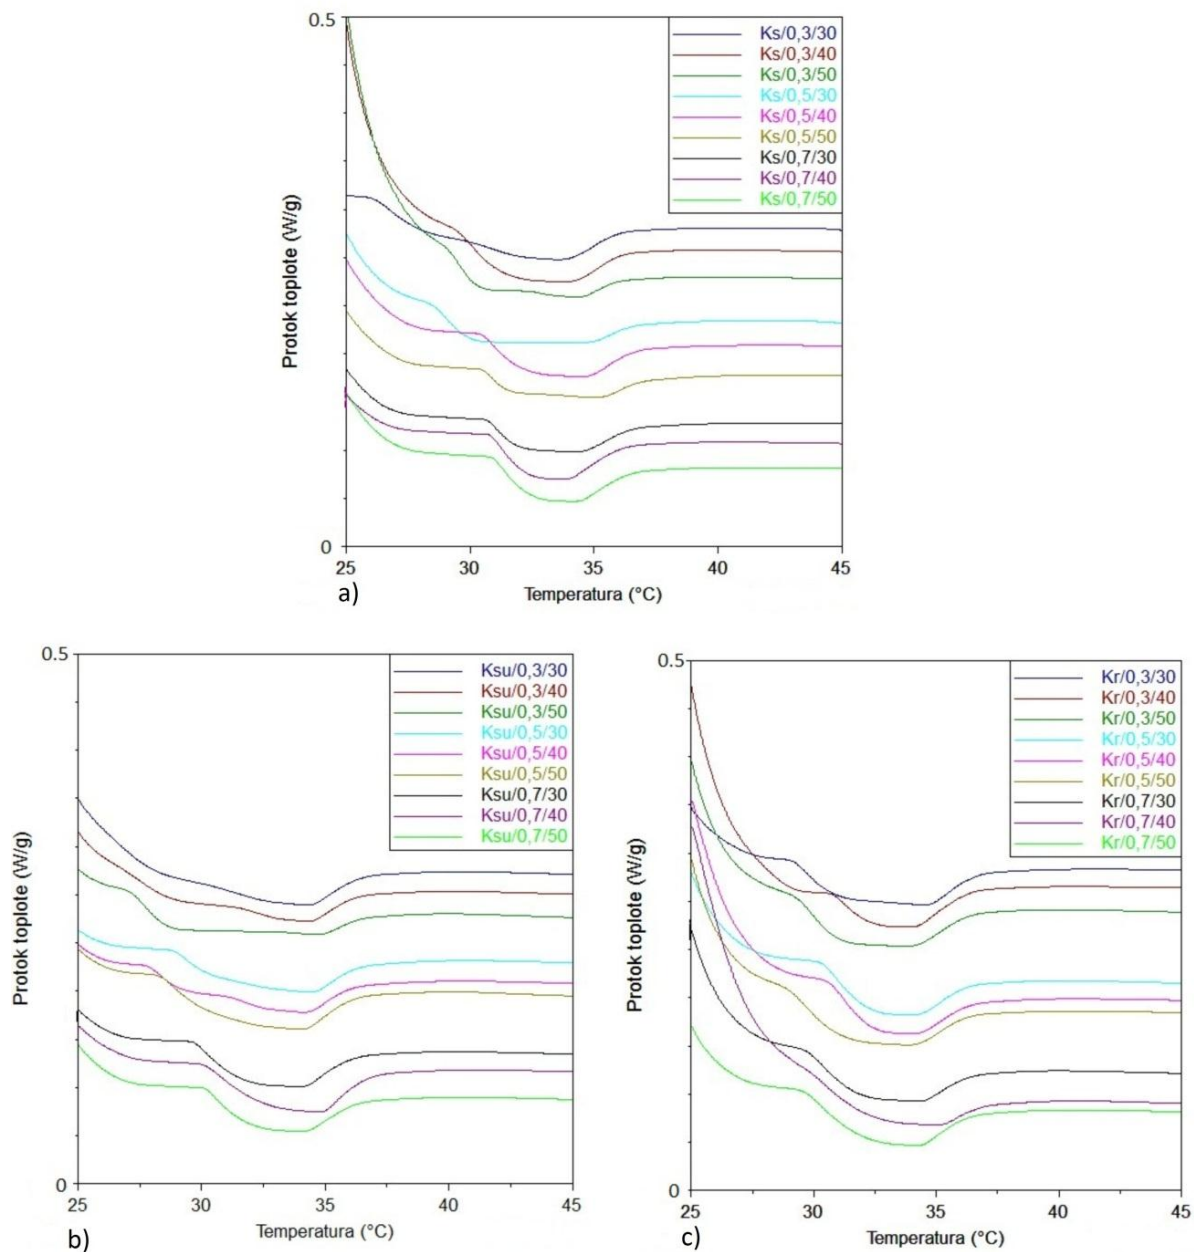 0.5
Ks/0,3/30
Ks/0,3/40
Ks/0,3/50
Ks/0,5/30
Ks/0,5/40
Ks/0,5/50
Ks/0,7/30
Ks/0,7/40
Ks/0,7/50
Protok toplote (W/g)
0
25 30 35 40 45
a)
Temperatura (°C)
0.5
Ksu/0,3/30
Ksu/0,3/40
Ksu/0,3/50
Ksu/0,5/30
Ksu/0,5/40
Ksu/0,5/50
Ksu/0,7/30
Ksu/0,7/40
Ksu/0,7/50
Protok toplote (W/g)
0
25 30 35 40 45
b)
Temperatura (°C)
0.5
Kr/0,3/30
Kr/0,3/40
Kr/0,3/50
Kr/0,5/30
Kr/0,5/40
Kr/0,5/50
Kr/0,7/30
Kr/0,7/40
Kr/0,7/50
Protok toplote (W/g)
0
25 30 35 40 45
c)
Temperatura (°C)